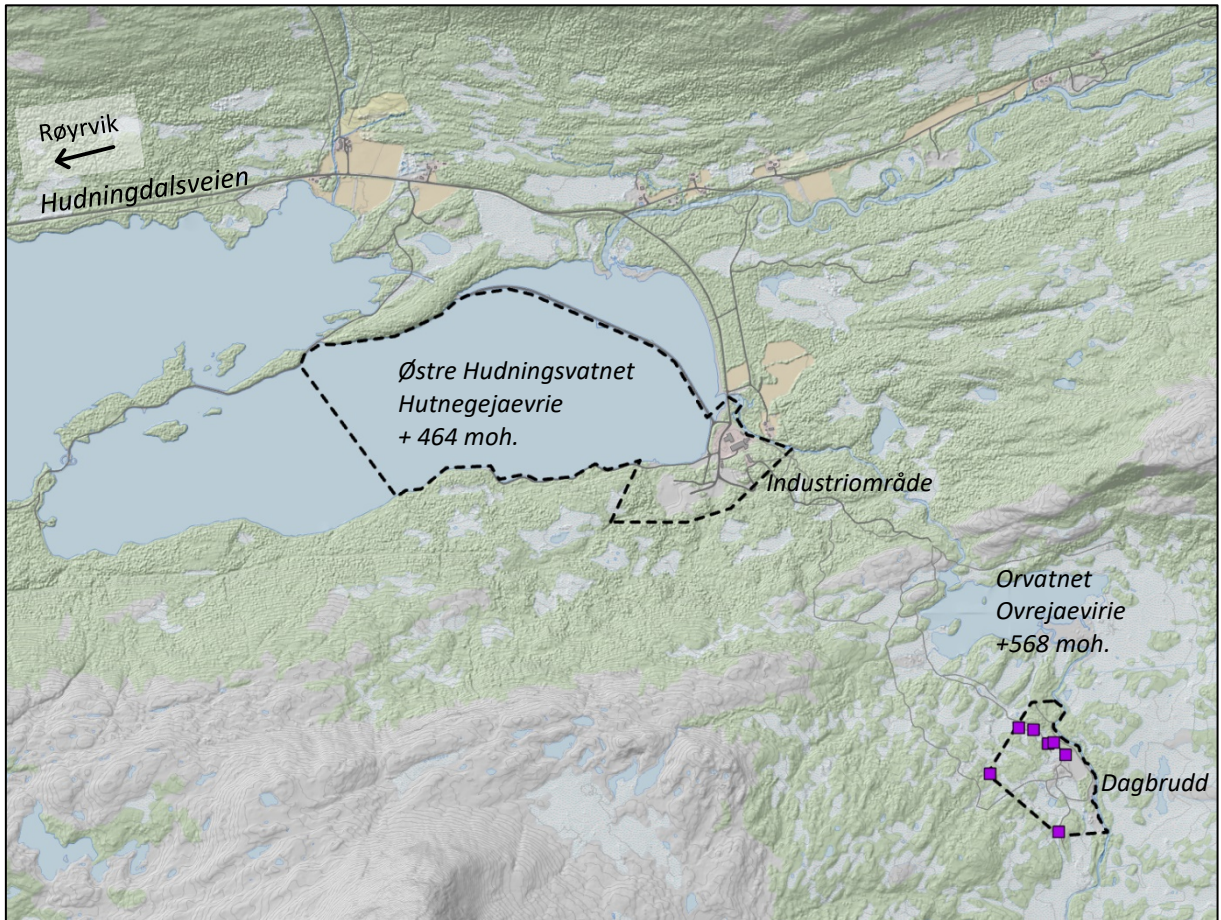 Røyrvik
Hudningdalsveien
Østre Hudningsvatnet
Hutnegejaevrie
+ 464 moh.
Industriområde
Orvatnet
Ovrejaevirie
+568 moh.
Dagbrudd